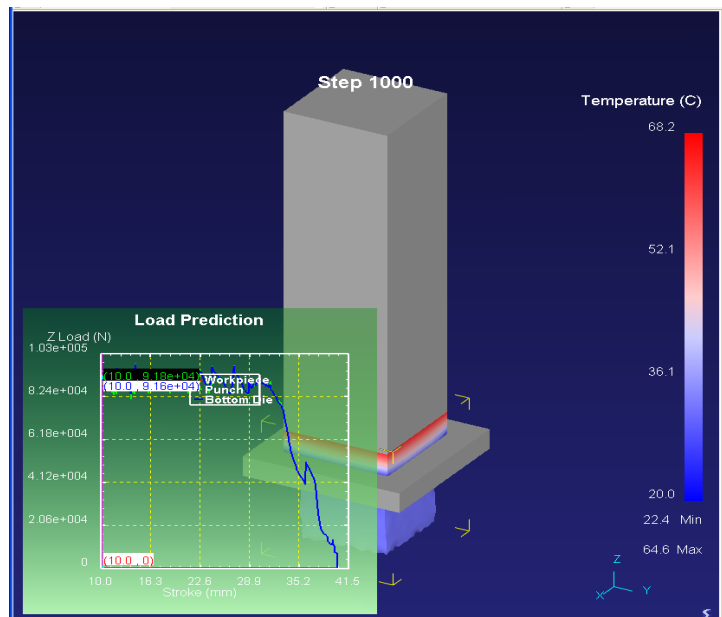 Step 1000
Temperature (C)
68.2
52.1
36.1
20.0
22.4 Min
64.6 Max
Load Prediction
Z Load (N)
1.03e+005
8.24e+004
6.18e+004
4.12e+004
2.06e+004
0
(10.0 , 9.18e+04)
(10.0 , 9.16e+04)
(10.0 , 0)
Workpiece
Punch
Bottom Die
10.0 16.3 22.6 28.9 35.2 41.5
Stroke (mm)
Z
X Y